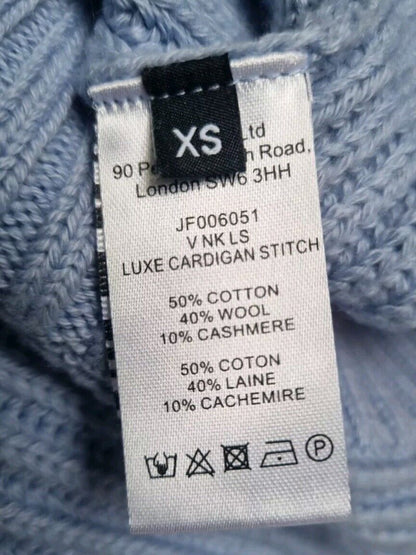 XS
Ltd
90 Road,
London SW6 3HH
JF006051
V NK LS
LUXE CARDIGAN STITCH
50% COTTON
40% WOOL
10% CASHMERE
50% COTON
40% LAINE
10% CACHEMIRE
P